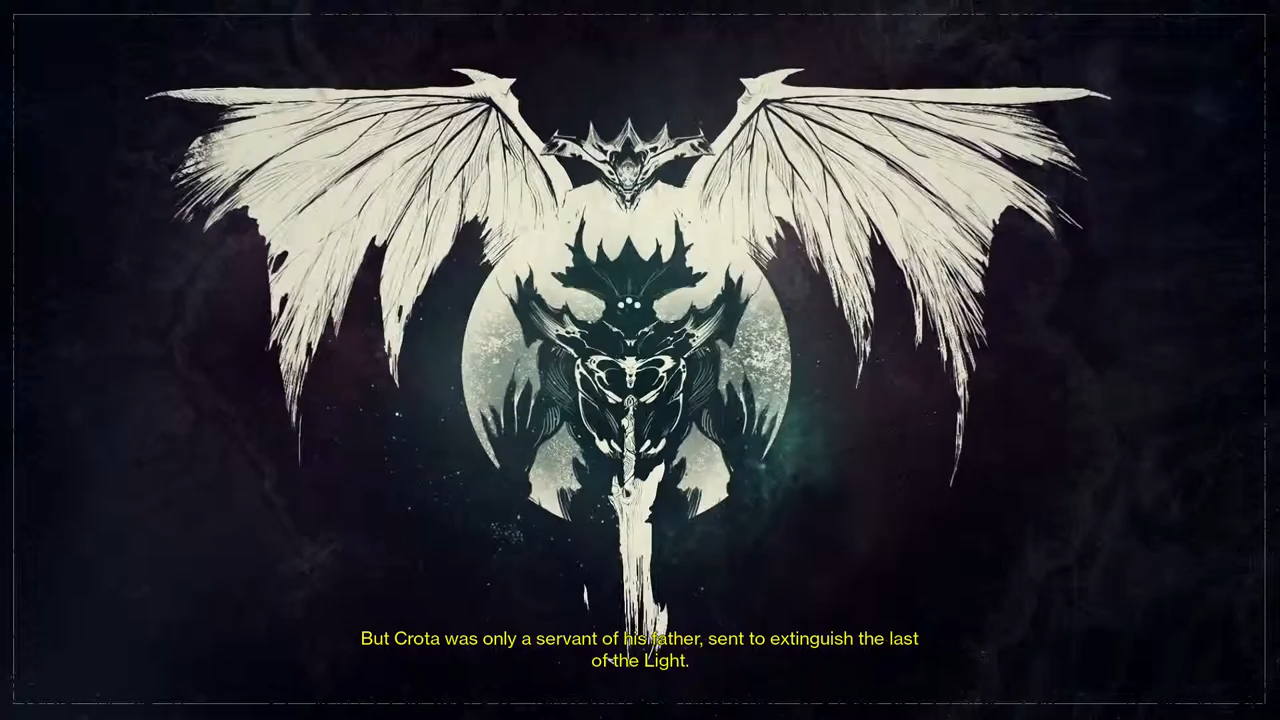 But Crota was only a servant of his father, sent to extinguish the last
of the Light.